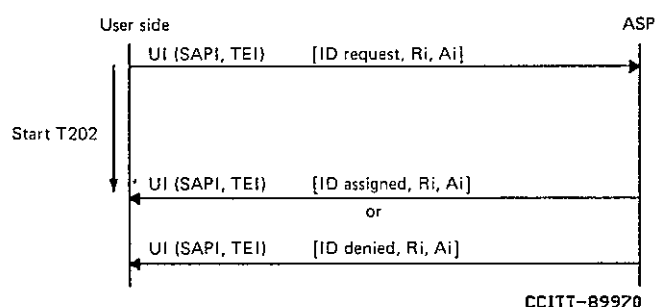 User side
ASP
UI (SAPI, TEI) [ID request, Ri, Ai]
Start T202
UI (SAPI, TEI) [ID assigned, Ri, Ai]
or
UI (SAPI, TEI) [ID denied, Ri, Ai]
CCITT-89970